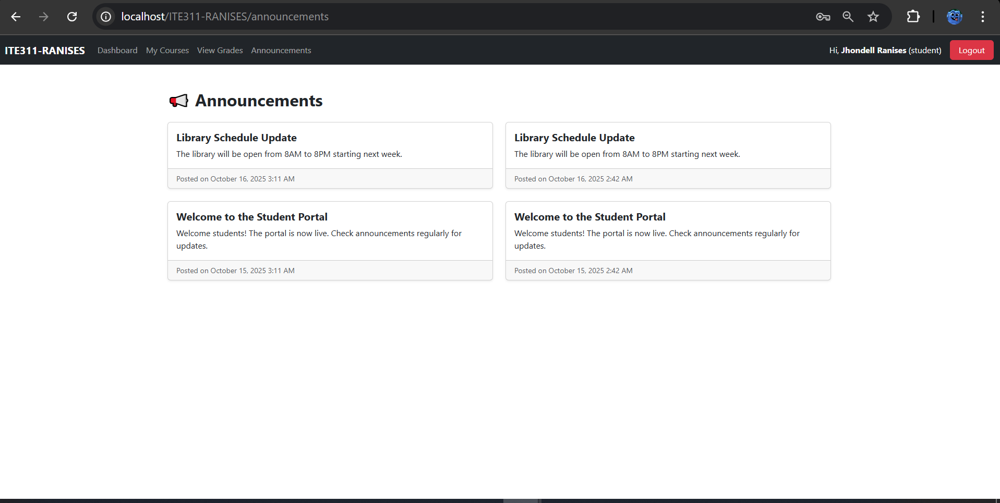 localhost/ITE311-RANISES/announcements
ITE311-RANISES Dashboard My Courses View Grades Announcements Hi, Jhondell Ranises (student) Logout
Announcements
Library Schedule Update
The library will be open from 8AM to 8PM starting next week.
Posted on October 16, 2025 3:11 AM
Library Schedule Update
The library will be open from 8AM to 8PM starting next week.
Posted on October 16, 2025 2:42 AM
Welcome to the Student Portal
Welcome students! The portal is now live. Check announcements regularly for
updates.
Posted on October 15, 2025 3:11 AM
Welcome to the Student Portal
Welcome students! The portal is now live. Check announcements regularly for
updates.
Posted on October 15, 2025 2:42 AM